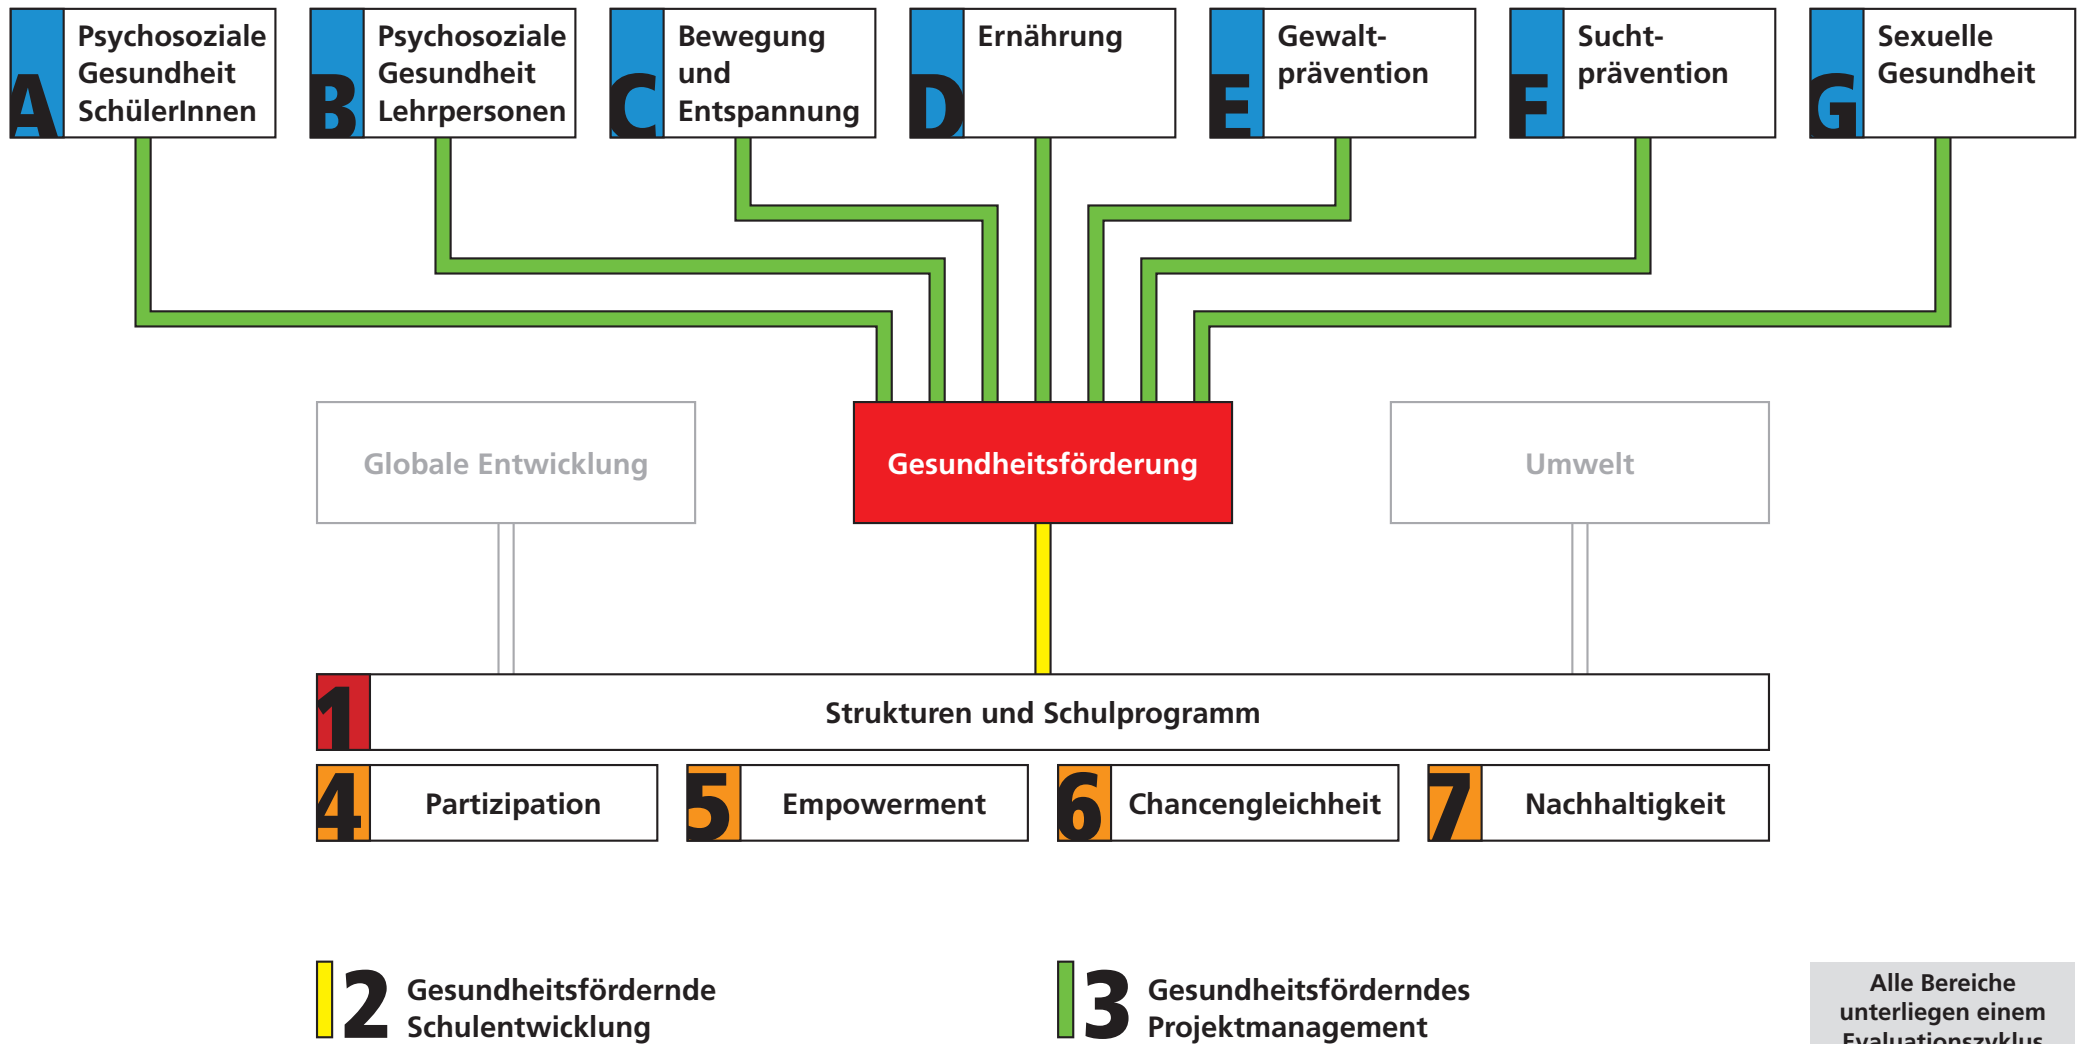 A
Psychosoziale
Gesundheit
SchülerInnen
B
Psychosoziale
Gesundheit
Lehrpersonen
C
Bewegung
und
Entspannung
D
Ernährung
E
Gewalt-
prävention
F
Sucht-
prävention
G
Sexuelle
Gesundheit
Globale Entwicklung
Gesundheitsförderung
Umwelt
1
Strukturen und Schulprogramm
4
Partizipation
5
Empowerment
6
Chancengleichheit
7
Nachhaltigkeit
2
Gesundheitsfördernde
Schulentwicklung
3
Gesundheitsförderndes
Projektmanagement
Alle Bereiche
unterliegen einem
Evaluationszyklus